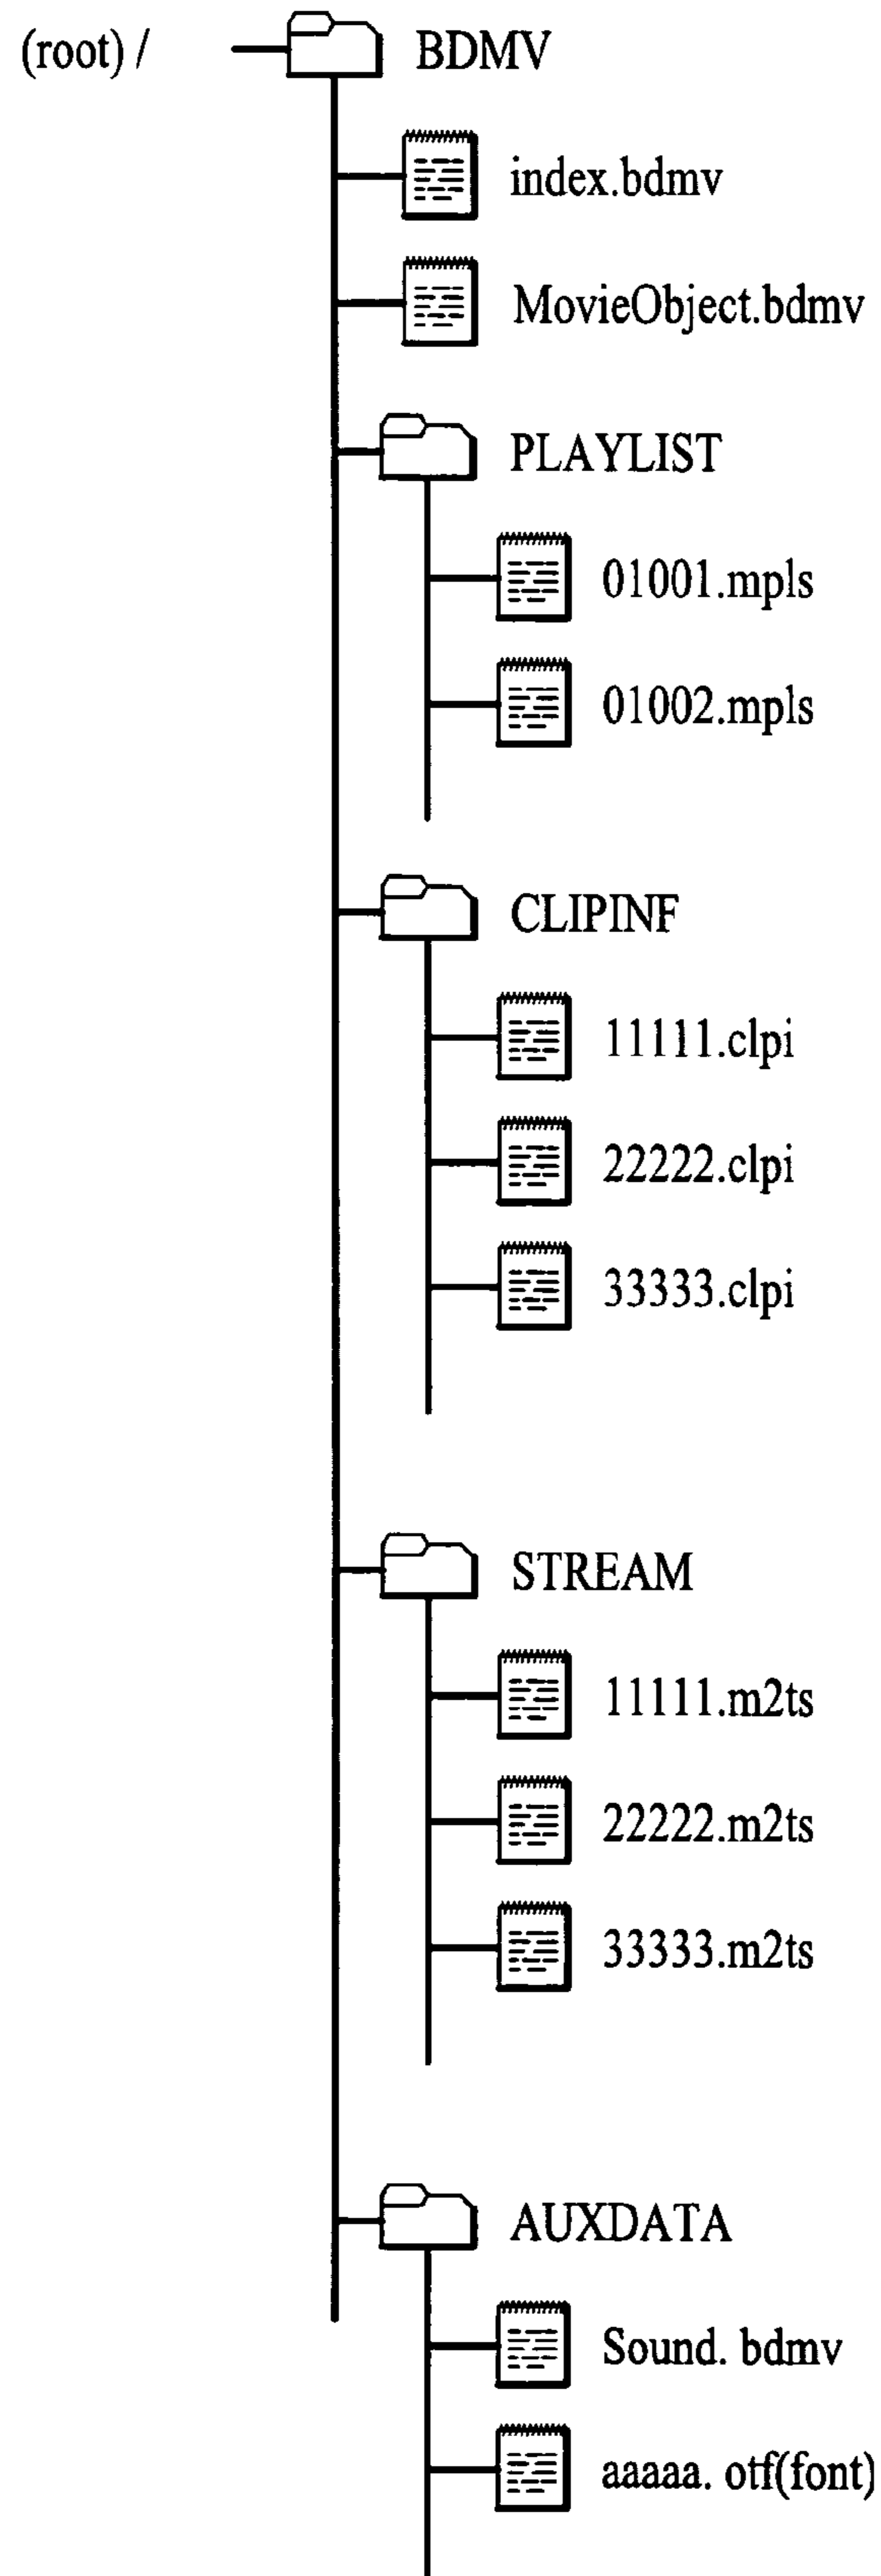 (root) / BDMV
index.bdmv
MovieObject.bdmv
PLAYLIST
01001.mpls
01002.mpls
CLIPINF
11111.clpi
22222.clpi
33333.clpi
STREAM
11111.m2ts
22222.m2ts
33333.m2ts
AUXDATA
Sound. bdmv
aaaaa. otf(font)